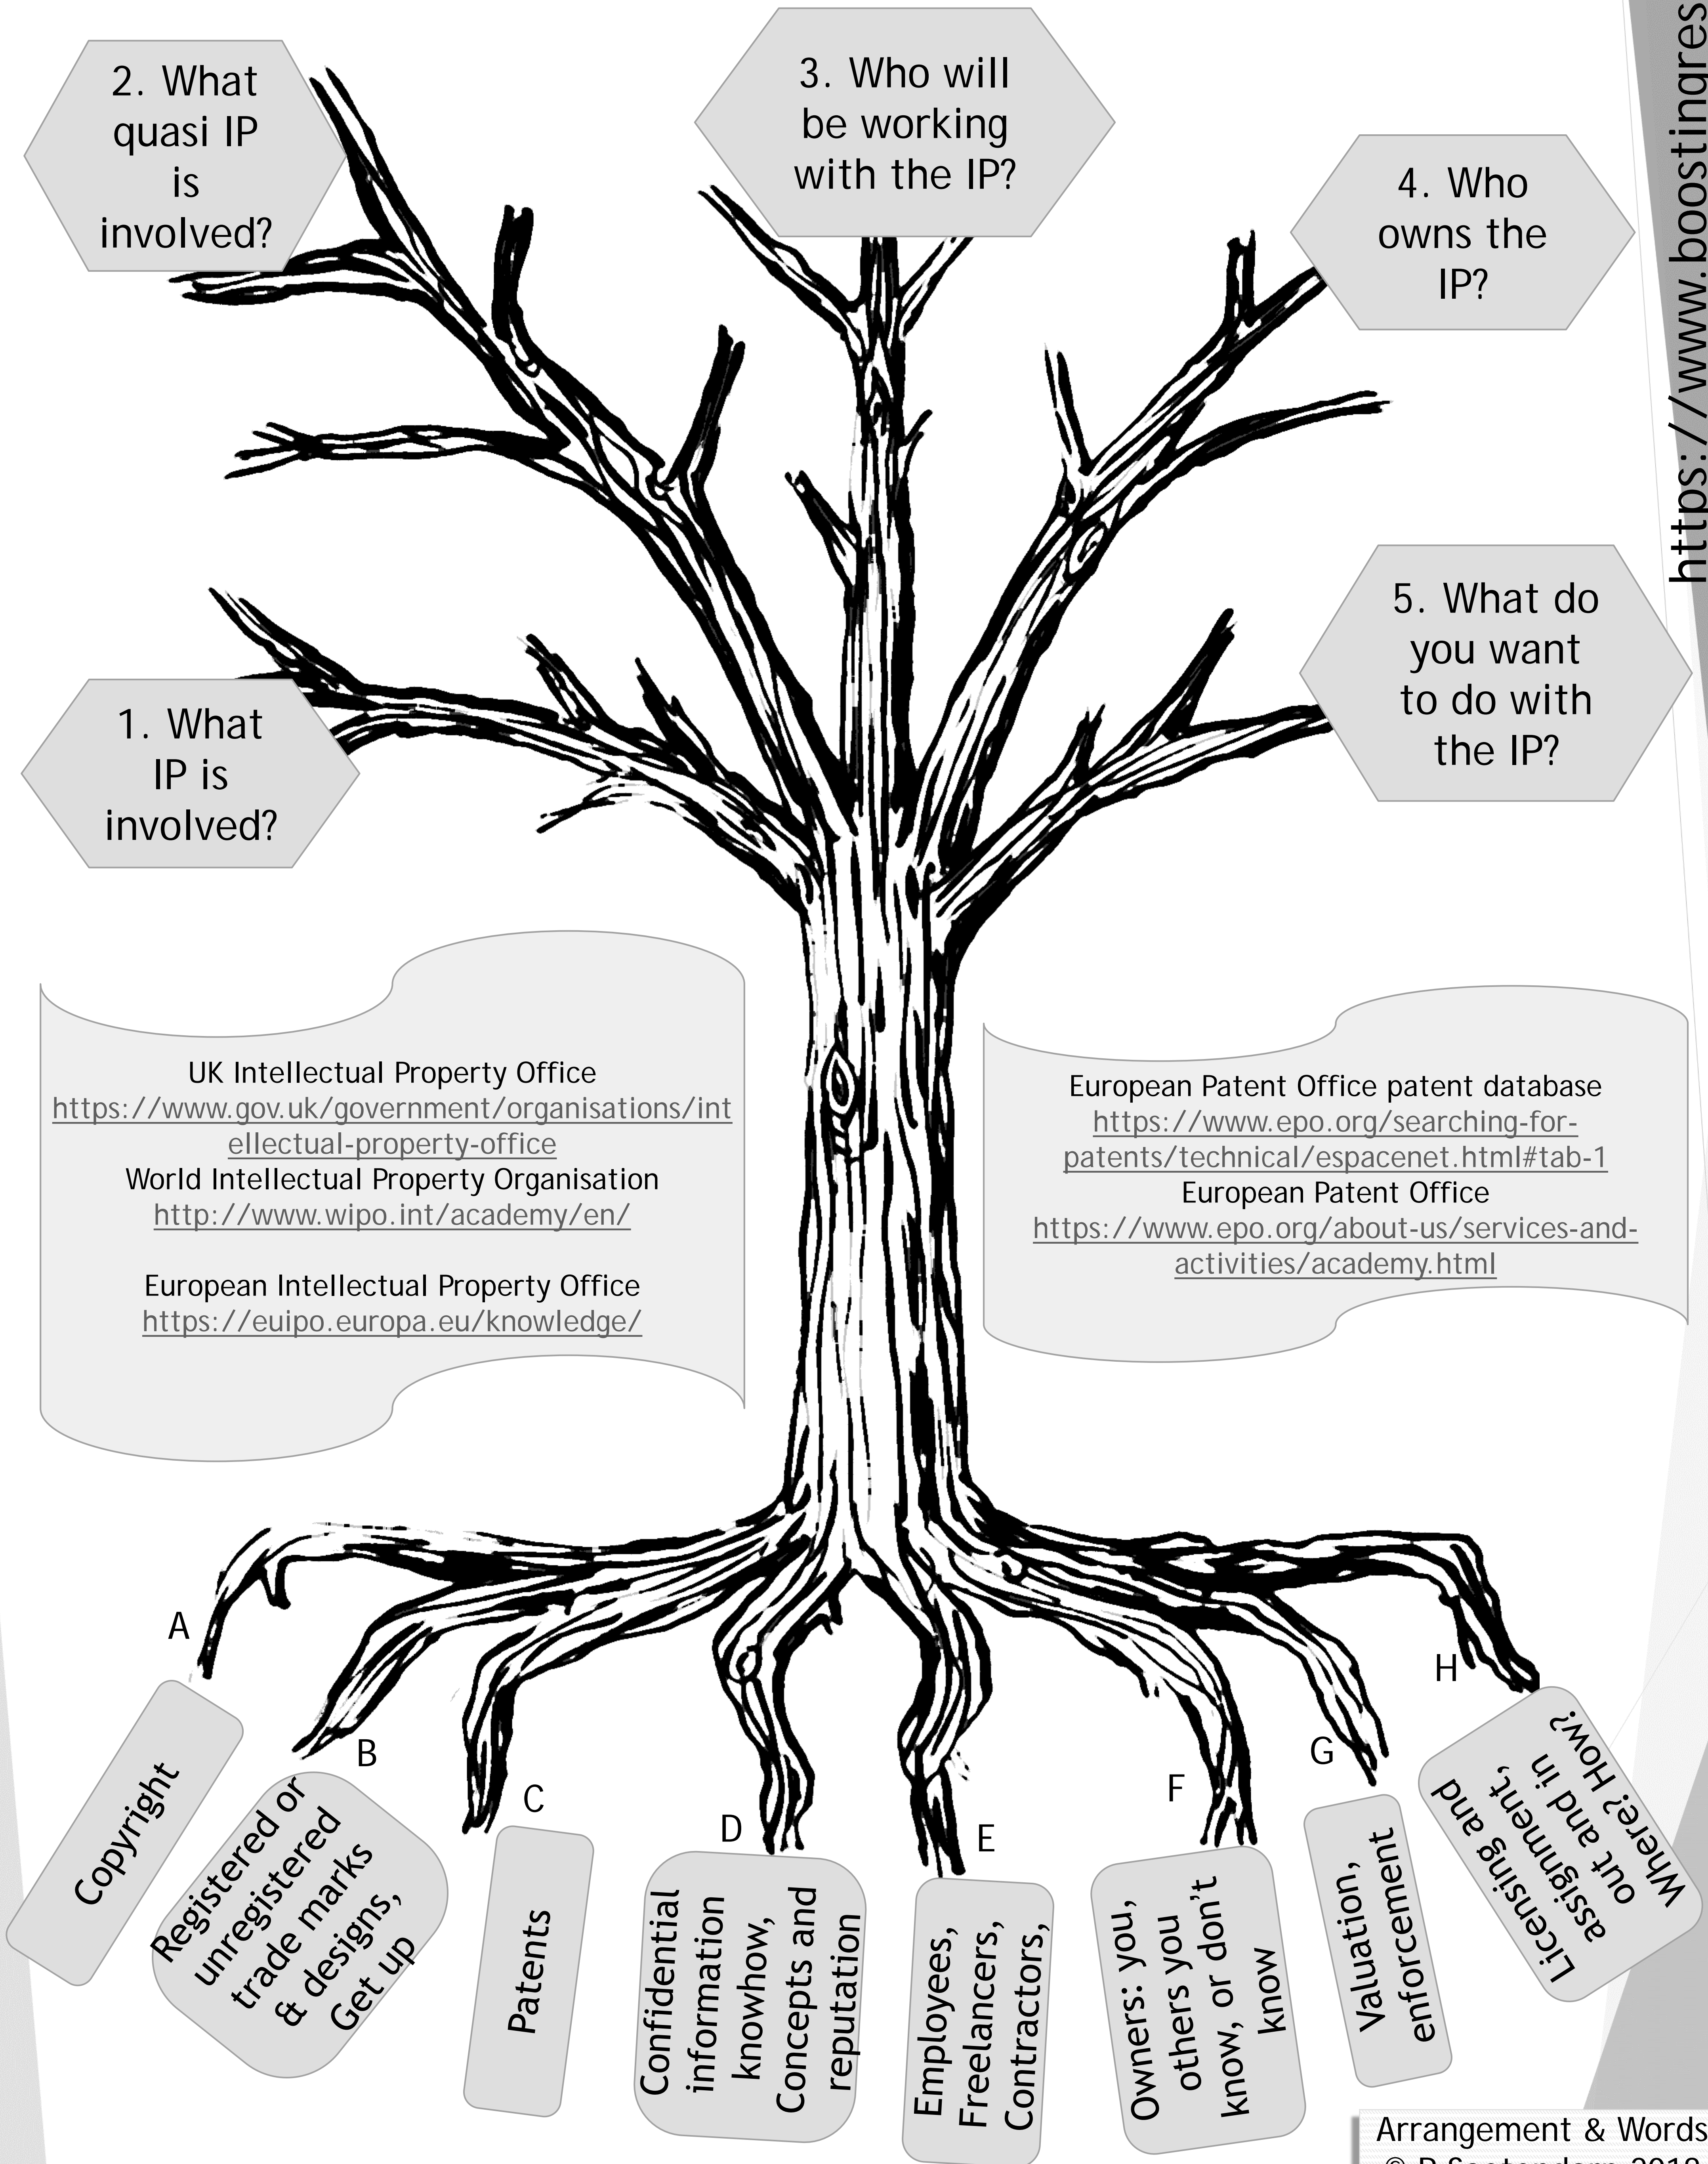 2. What
quasi IP
is
involved?
3. Who will
be working
with the IP?
4. Who
owns the
IP?
https://www.boostingres
1. What
IP is
involved?
5. What do
you want
to do with
the IP?
UK Intellectual Property Office
https://www.gov.uk/government/organisations/int
ellectual-property-office
World Intellectual Property Organisation
http://www.wipo.int/academy/en/
European Intellectual Property Office
https://euipo.europa.eu/knowledge/
European Patent Office patent database
https://www.epo.org/searching-for-
patents/technical/espacenet.html#tab-1
European Patent Office
https://www.epo.org/about-us/services-and-
activities/academy.html
A
B
C
D
E
F
G
H
Copyright
Registered or
unregistered
trade marks
& designs,
Get up
Patents
Confidential
information
knowhow,
Concepts and
reputation
Employees,
Freelancers,
Contractors,
Owners: you,
others you
know, or don't
know
Valuation,
enforcement
Licensing and
assignment,
out and in
Where? How?
Arrangement & Words